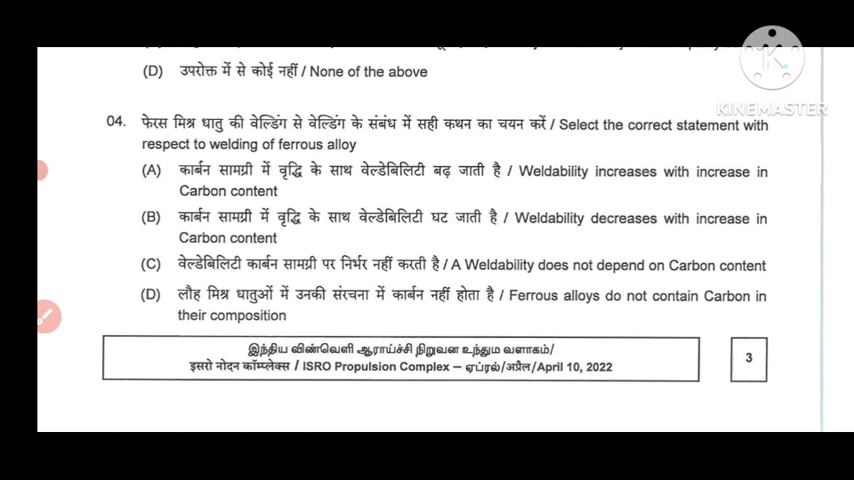 (D) उपरोक्त में से कोई नहीं / None of the above
KINEMASTER
04. फेरस मिश्र धातु की वेल्डिंग से वेल्डिंग के संबंध में सही कथन का चयन करें / Select the correct statement with
respect to welding of ferrous alloy
(A) कार्बन सामग्री में वृद्धि के साथ वेल्डेबिलिटी बढ़ जाती है / Weldability increases with increase in
Carbon content
(B) कार्बन सामग्री में वृद्धि के साथ वेल्डेबिलिटी घट जाती है / Weldability decreases with increase in
Carbon content
(C) वेल्डेबिलिटी कार्बन सामग्री पर निर्भर नहीं करती है / A Weldability does not depend on Carbon content
(D) लौह मिश्र धातुओं में उनकी संरचना में कार्बन नहीं होता है / Ferrous alloys do not contain Carbon in
their composition
இந்திய விண்வெளி ஆராய்ச்சி நிறுவன உந்தும வளாகம்/
इसरो नोदन कॉम्प्लेक्स / ISRO Propulsion Complex – ஏப்ரல்/अप्रैल/April 10, 2022
3